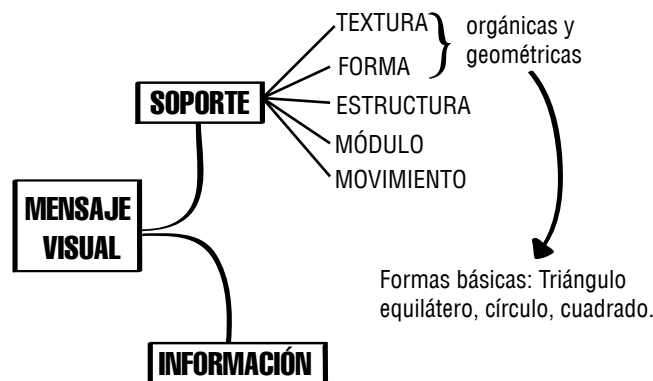 TEXTURA
FORMA
orgánicas y
geométricas
SOPORTE
ESTRUCTURA
MÓDULO
MOVIMIENTO
MENSAJE
VISUAL
Formas básicas: Triángulo
equilátero, círculo, cuadrado.
INFORMACIÓN